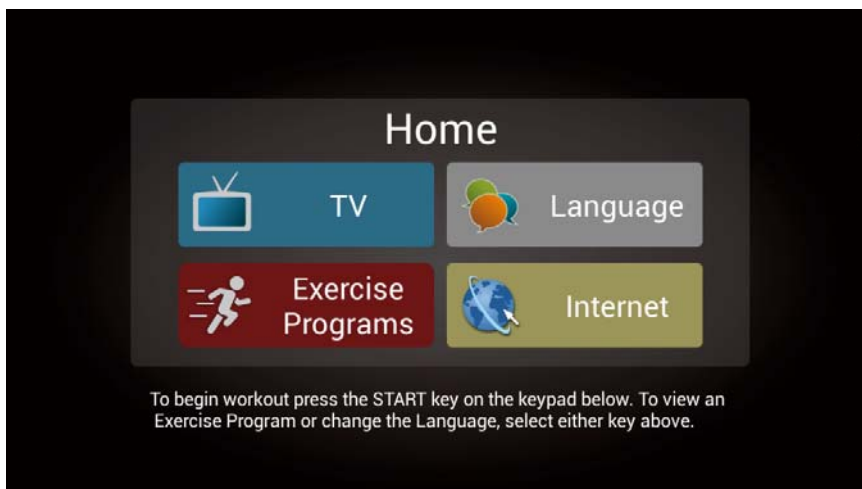 Home
TV
Language
Exercise
Programs
Internet
To begin workout press the START key on the keypad below. To view an
Exercise Program or change the Language, select either key above.